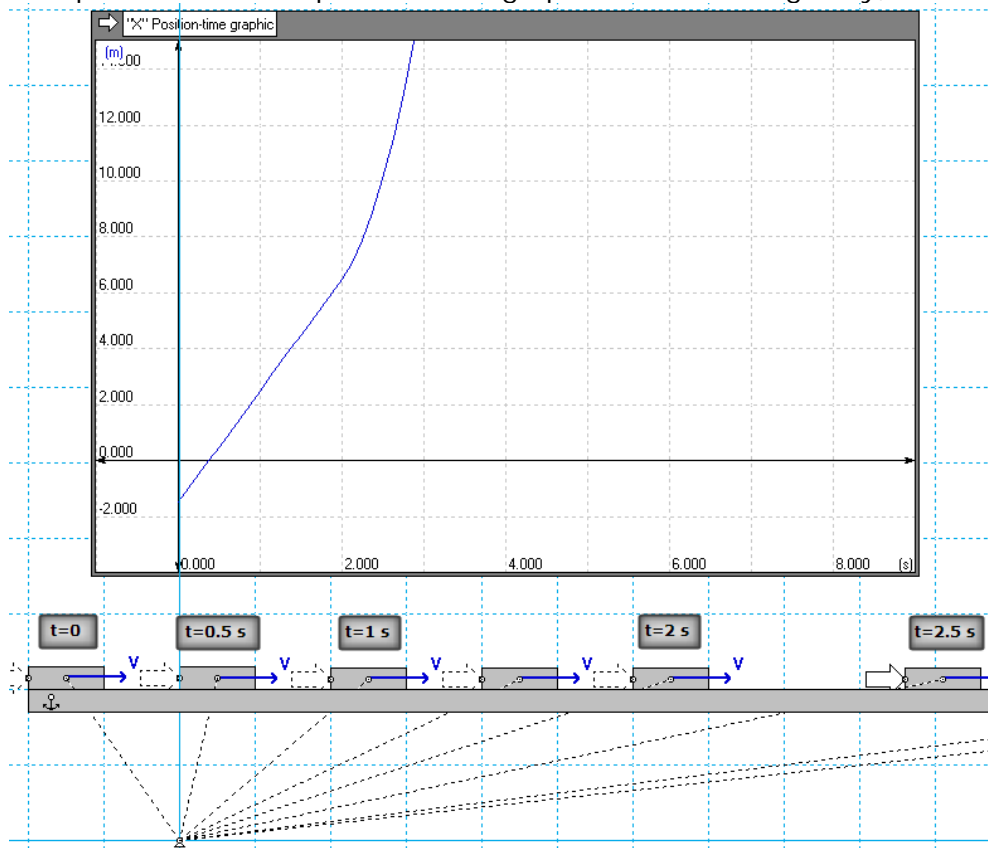 "X" Position-time graphic
(m)
12.000
10.000
8.000
6.000
4.000
2.000
0.000
-2.000
0.000 2.000 4.000 6.000 8.000 (s)
t=0 t=0.5 s t=1 s t=2 s t=2.5 s
V V V V V